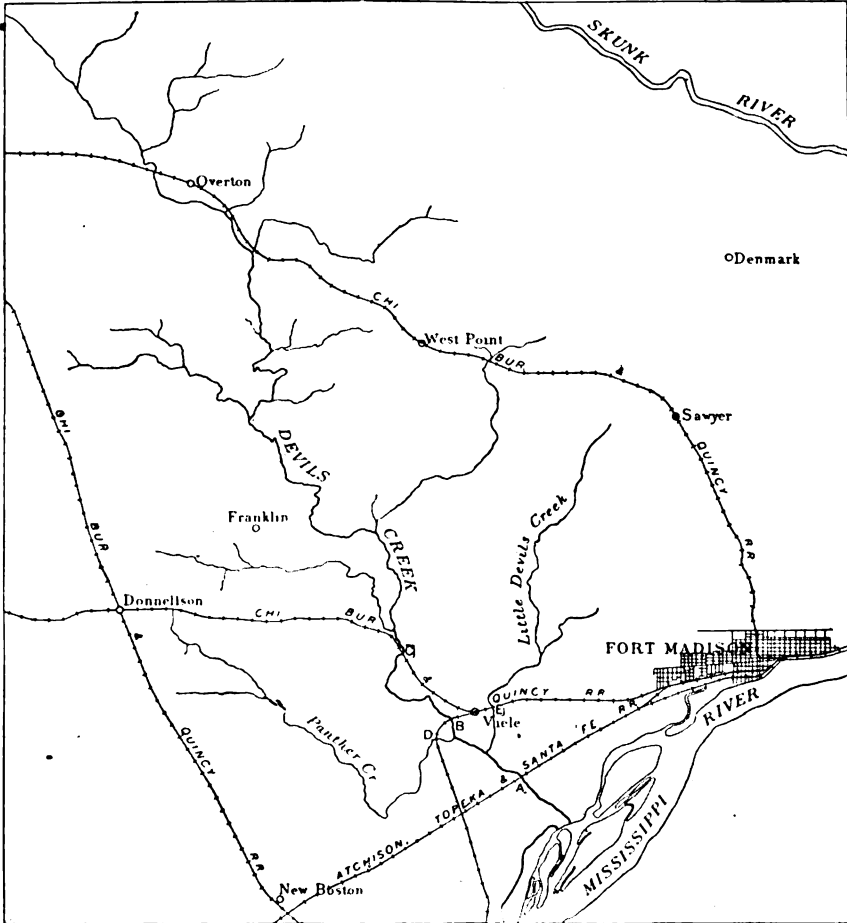 SKUNK
RIVER
Overton
Denmark
CHI
West Point
BUR
&
Sawyer
QUINCY
RR
BHI
BUR
&
QUINCY
RR
DEVILS
CREEK
Franklin
Little Devils Creek
Donnellson
CHI
BUR
&
QUINCY RR
FORT MADISON
Viele
E
B
D
A
Panther Cr
ATCHISON, TOPEKA & SANTA FE RR
RIVER
MISSISSIPPI
New Boston